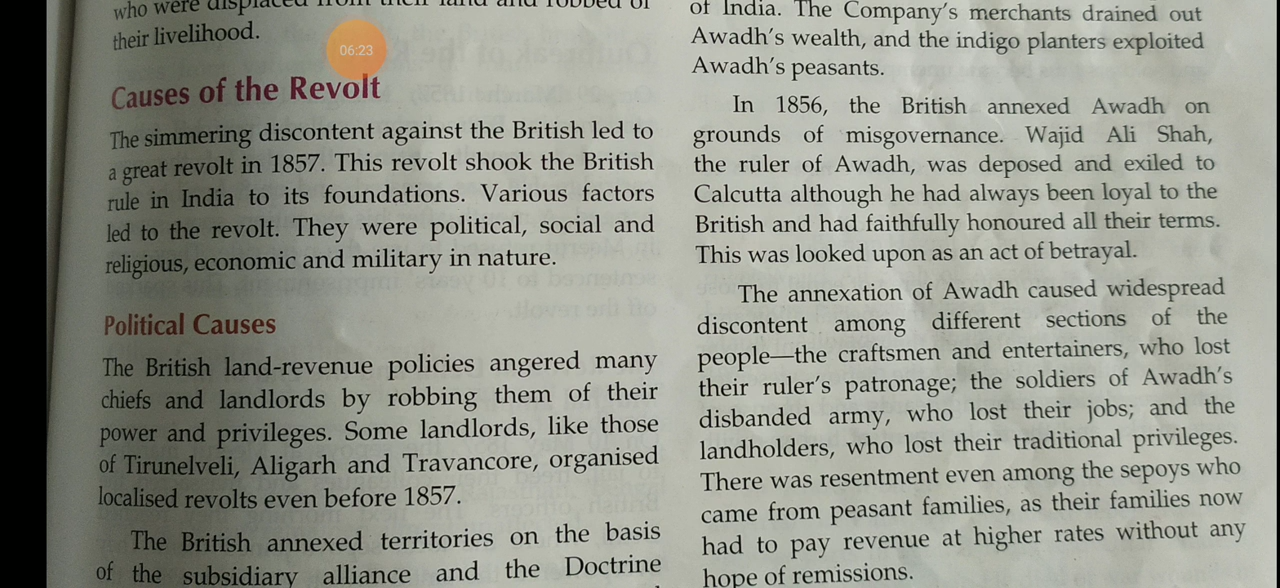 who were displaced from their land and robbed of
their livelihood.
06:23
Causes of the Revolt
The simmering discontent against the British led to
a great revolt in 1857. This revolt shook the British
rule in India to its foundations. Various factors
led to the revolt. They were political, social and
religious, economic and military in nature.
Political Causes
The British land-revenue policies angered many
chiefs and landlords by robbing them of their
power and privileges. Some landlords, like those
of Tirunelveli, Aligarh and Travancore, organised
localised revolts even before 1857.
The British annexed territories on the basis
of the subsidiary alliance and the Doctrine
of India. The Company's merchants drained out
Awadh's wealth, and the indigo planters exploited
Awadh's peasants.
In 1856, the British annexed Awadh on
grounds of misgovernance. Wajid Ali Shah,
the ruler of Awadh, was deposed and exiled to
Calcutta although he had always been loyal to the
British and had faithfully honoured all their terms.
This was looked upon as an act of betrayal.
The annexation of Awadh caused widespread
discontent among different sections of the
people—the craftsmen and entertainers, who lost
their ruler's patronage; the soldiers of Awadh's
disbanded army, who lost their jobs; and the
landholders, who lost their traditional privileges.
There was resentment even among the sepoys who
came from peasant families, as their families now
had to pay revenue at higher rates without any
hope of remissions.